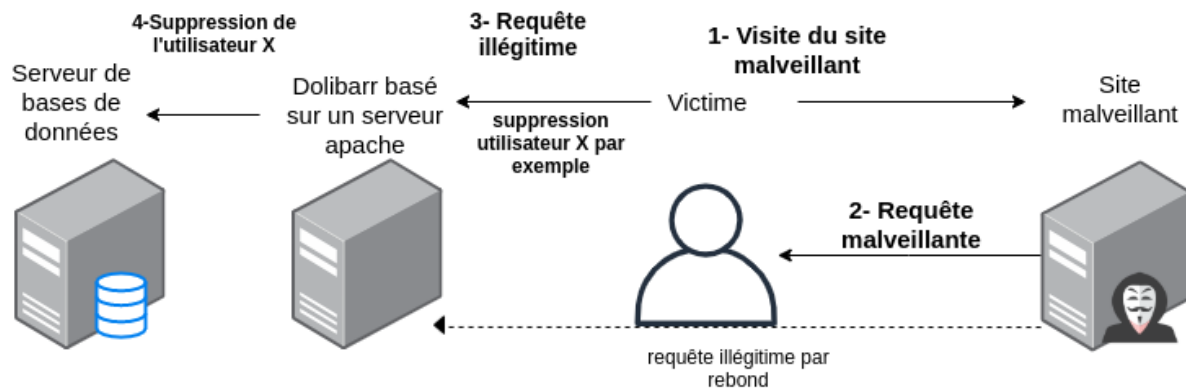 4-Suppression de
l'utilisateur X
3- Requête
illégitime
1- Visite du site
malveillant
Serveur de
bases de
données
Dolibarr basé
sur un serveur
apache
Victime
Site
malveillant
suppression
utilisateur X par
exemple
2- Requête
malveillante
requête illégitime par
rebond